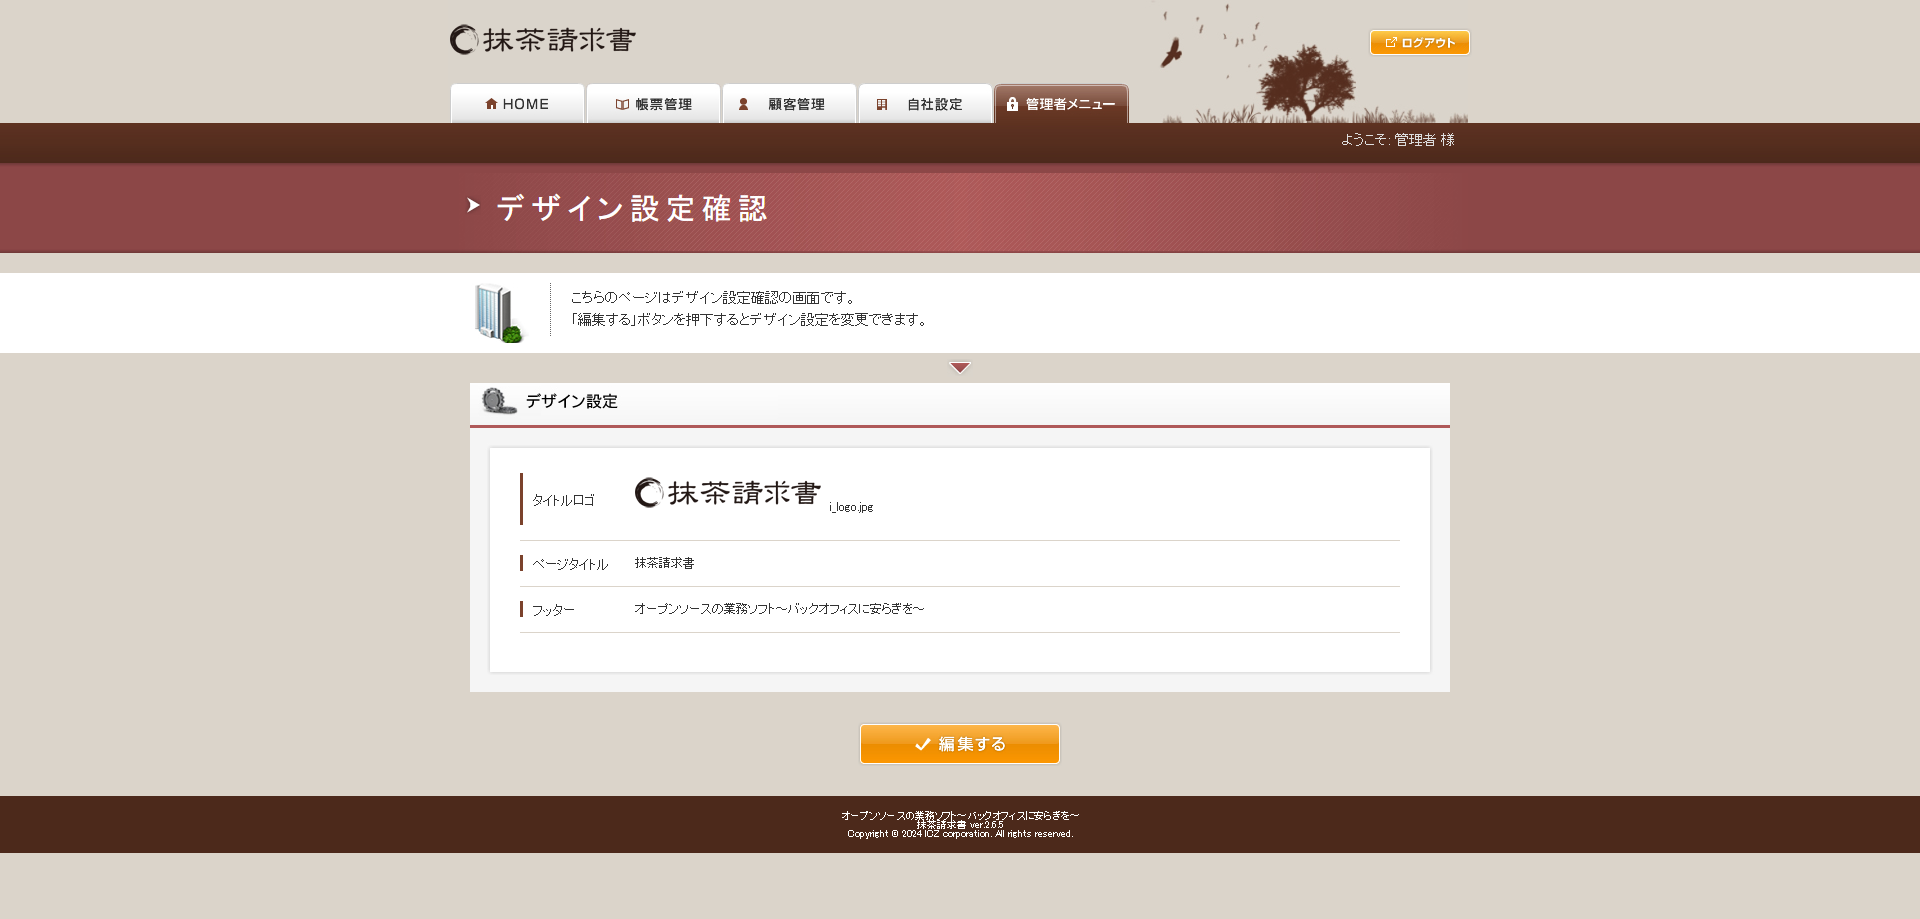 抹茶請求書
ログアウト
HOME
帳票管理
顧客管理
自社設定
管理者メニュー
ようこそ: 管理者 様
デザイン設定確認
こちらのページはデザイン設定確認の画面です。
「編集する」ボタンを押下するとデザイン設定を変更できます。
デザイン設定
タイトルロゴ
抹茶請求書 i_logo.jpg
ページタイトル 抹茶請求書
フッター オープンソースの業務ソフト～バックオフィスに安らぎを～
編集する
オープンソースの業務ソフト～バックオフィスに安らぎを～
抹茶請求書 ver.2.6.5
Copyright © 2024 ICZ corporation. All rights reserved.